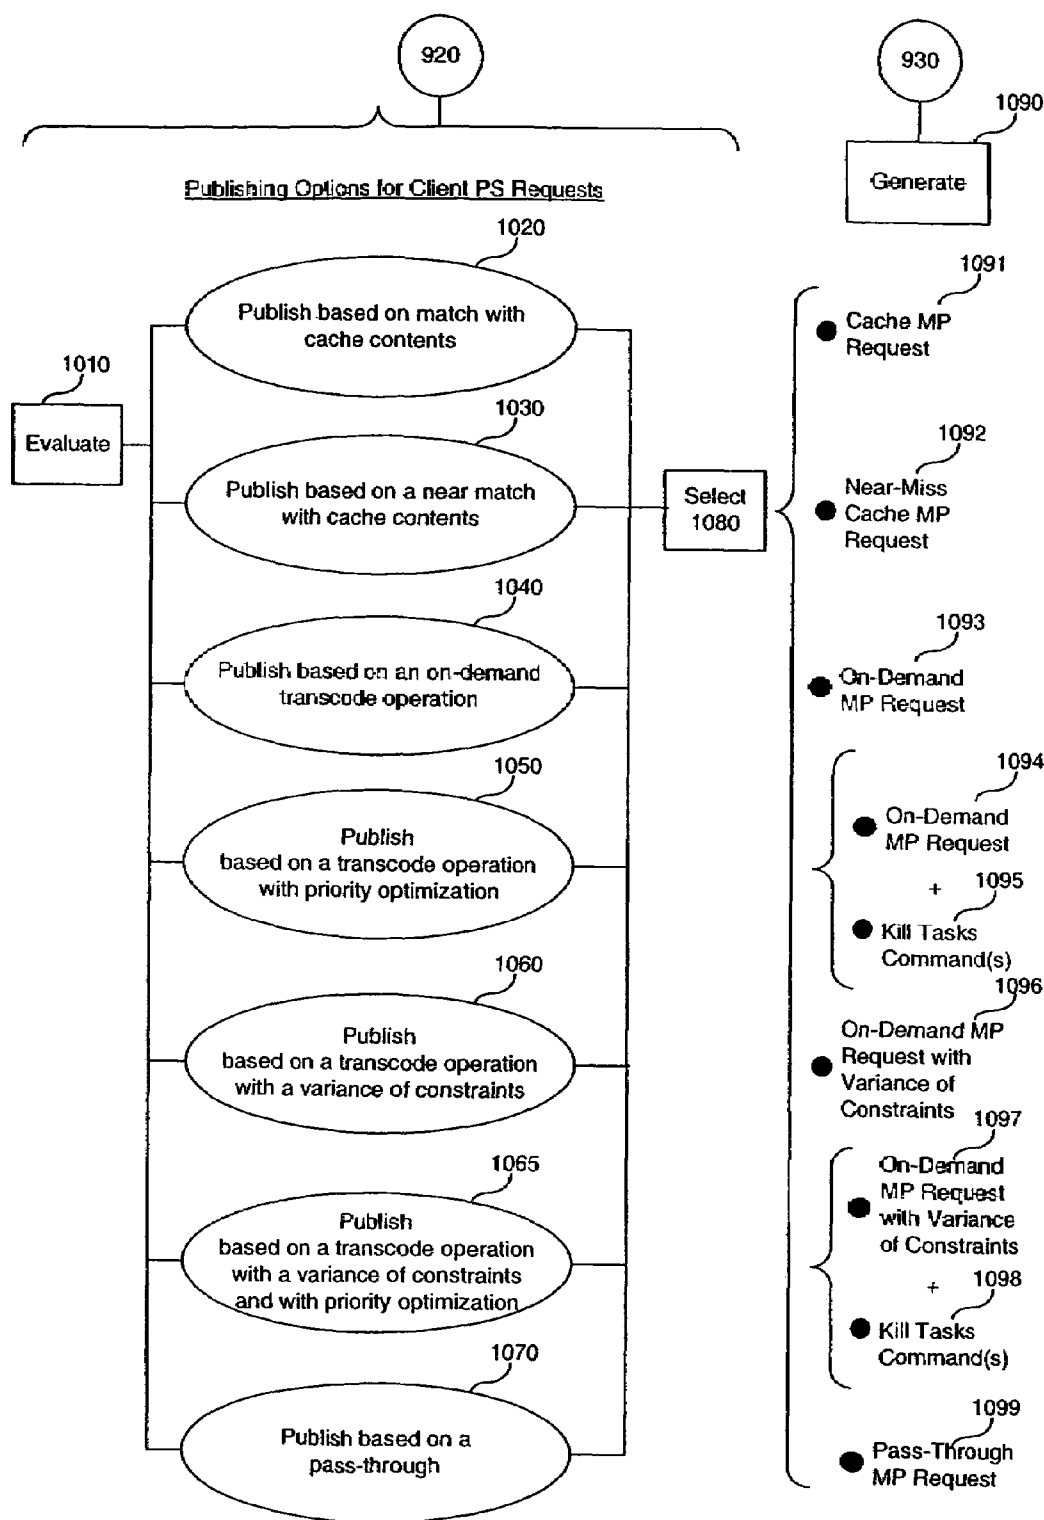 920
930
1090
Generate
Publishing Options for Client PS Requests
1020
Publish based on match with
cache contents
1010
Evaluate
1030
Publish based on a near match
with cache contents
1040
Publish based on an on-demand
transcode operation
1050
Publish
based on a transcode operation
with priority optimization
1060
Publish
based on a transcode operation
with a variance of constraints
1065
Publish
based on a transcode operation
with a variance of constraints
and with priority optimization
1070
Publish based on a
pass-through
Select
1080
1091
Cache MP
Request
1092
Near-Miss
Cache MP
Request
1093
On-Demand
MP Request
1094
On-Demand
MP Request
+
1095
Kill Tasks
Command(s)
1096
On-Demand MP
Request with
Variance of
Constraints
1097
On-Demand
MP Request
with Variance
of Constraints
+
1098
Kill Tasks
Command(s)
1099
Pass-Through
MP Request